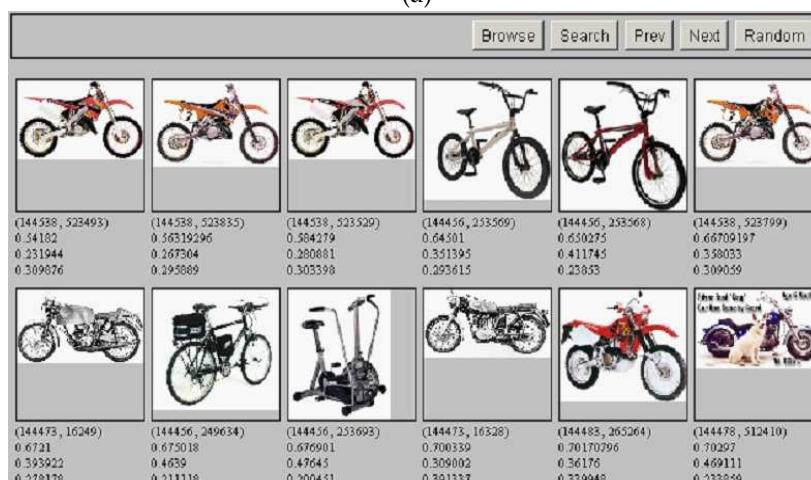 Browse Search Prev Next Random
(144538, 523493) (144538, 523835) (144538, 523529) (144456, 253569) (144456, 253568) (144538, 523799)
0.54182 0.56319296 0.584279 0.64501 0.650275 0.66709197
0.231944 0.267304 0.280881 0.351395 0.411745 0.358033
0.309876 0.295889 0.303398 0.293615 0.23853 0.309059
(144473, 16249) (144456, 249634) (144456, 253693) (144473, 16328) (144483, 265264) (144478, 512410)
0.6721 0.675018 0.676901 0.700339 0.70170796 0.70297
0.393922 0.4639 0.47645 0.309002 0.36176 0.469111